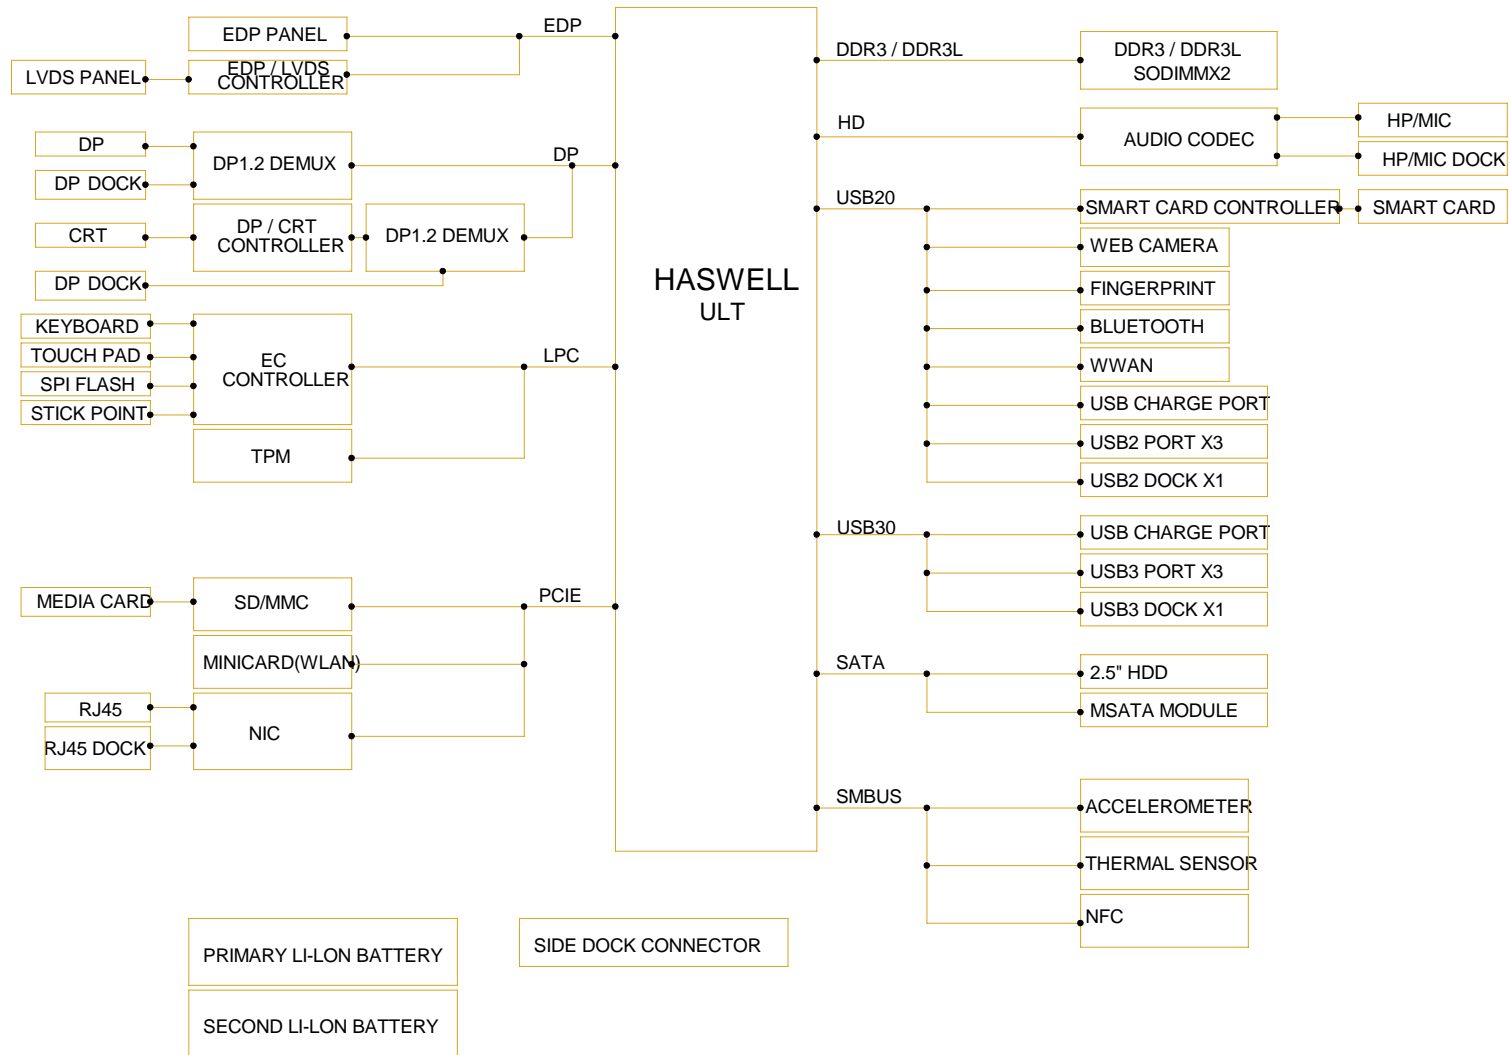 EDP PANEL
EDP
LVDS PANEL
EDP / LVDS
CONTROLLER
DP
DP DOCK
DP1.2 DEMUX
DP
CRT
DP / CRT
CONTROLLER
DP1.2 DEMUX
DP DOCK
KEYBOARD
TOUCH PAD
SPI FLASH
STICK POINT
EC
CONTROLLER
LPC
TPM
MEDIA CARD
SD/MMC
PCIE
MINICARD(WLAN)
RJ45
RJ45 DOCK
NIC
HASWELL
ULT
DDR3 / DDR3L
DDR3 / DDR3L
SODIMMX2
HD
AUDIO CODEC
HP/MIC
HP/MIC DOCK
USB20
SMART CARD CONTROLLER
SMART CARD
WEB CAMERA
FINGERPRINT
BLUETOOTH
WWAN
USB CHARGE PORT
USB2 PORT X3
USB2 DOCK X1
USB30
USB CHARGE PORT
USB3 PORT X3
USB3 DOCK X1
SATA
2.5" HDD
MSATA MODULE
SMBUS
ACCELEROMETER
THERMAL SENSOR
NFC
PRIMARY LI-LON BATTERY
SIDE DOCK CONNECTOR
SECOND LI-LON BATTERY